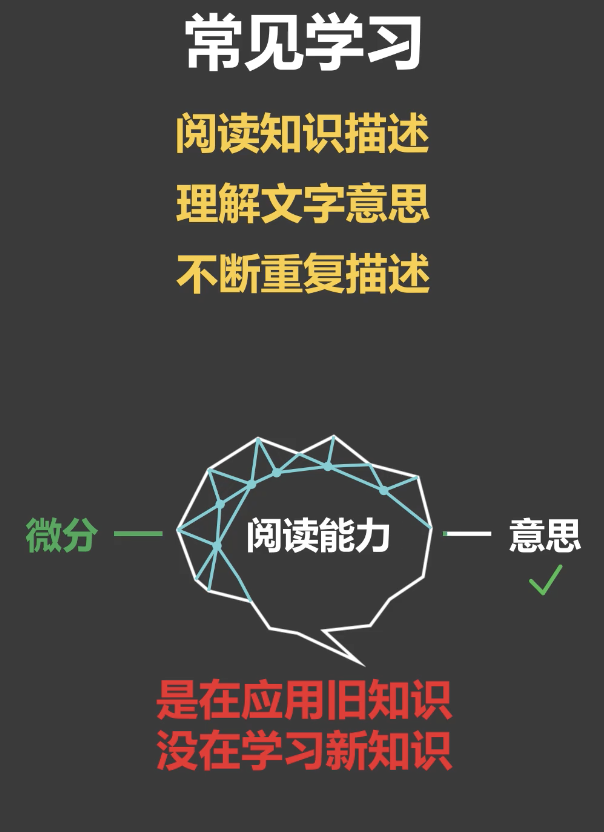 常见学习
阅读知识描述
理解文字意思
不断重复描述
微分 阅读能力 意思
是在应用旧知识
没在学习新知识